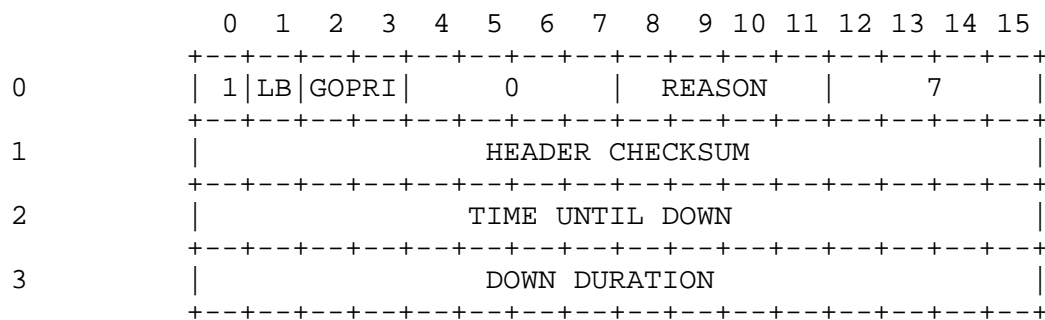 0  1  2  3  4  5  6  7  8  9 10 11 12 13 14 15
             +--+--+--+--+--+--+--+--+--+--+--+--+--+--+--+--+
0            | 1|LB|GOPRI|     0     |  REASON   |     7     |
             +--+--+--+--+--+--+--+--+--+--+--+--+--+--+--+--+
1            |                HEADER CHECKSUM                |
             +--+--+--+--+--+--+--+--+--+--+--+--+--+--+--+--+
2            |               TIME UNTIL DOWN                 |
             +--+--+--+--+--+--+--+--+--+--+--+--+--+--+--+--+
3            |                DOWN DURATION                  |
             +--+--+--+--+--+--+--+--+--+--+--+--+--+--+--+--+